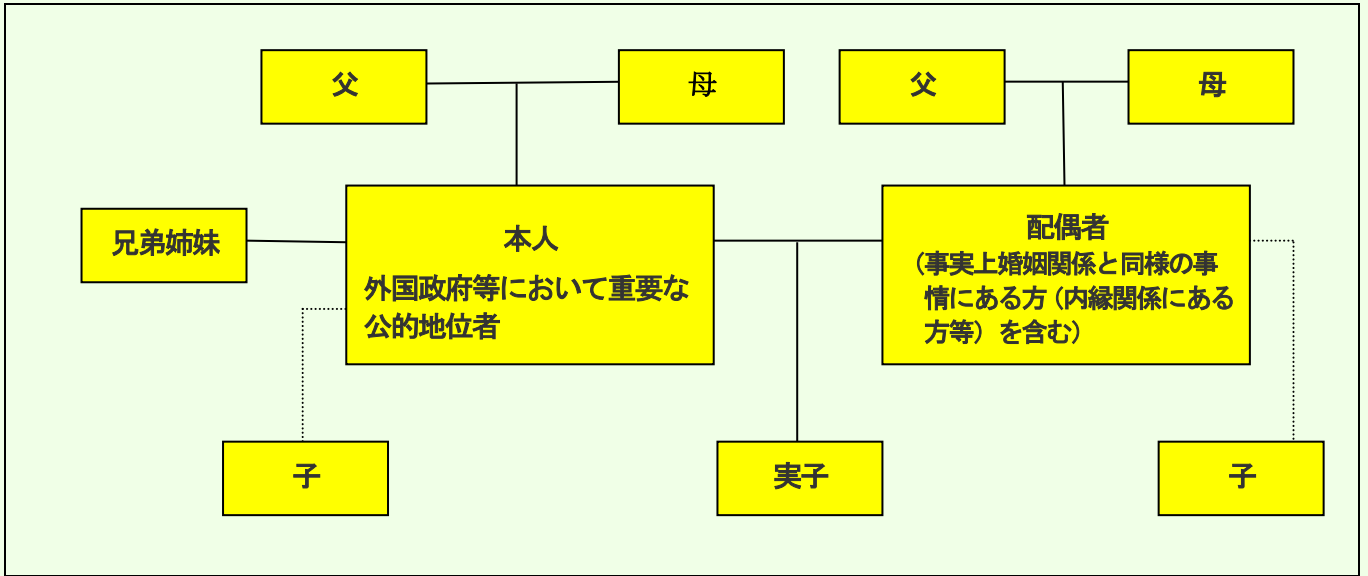 父
母
父
母
兄弟姉妹
本人
外国政府等において重要な
公的地位者
配偶者
（事実上婚姻関係と同様の事
情にある方（内縁関係にある
方等）を含む）
子
実子
子